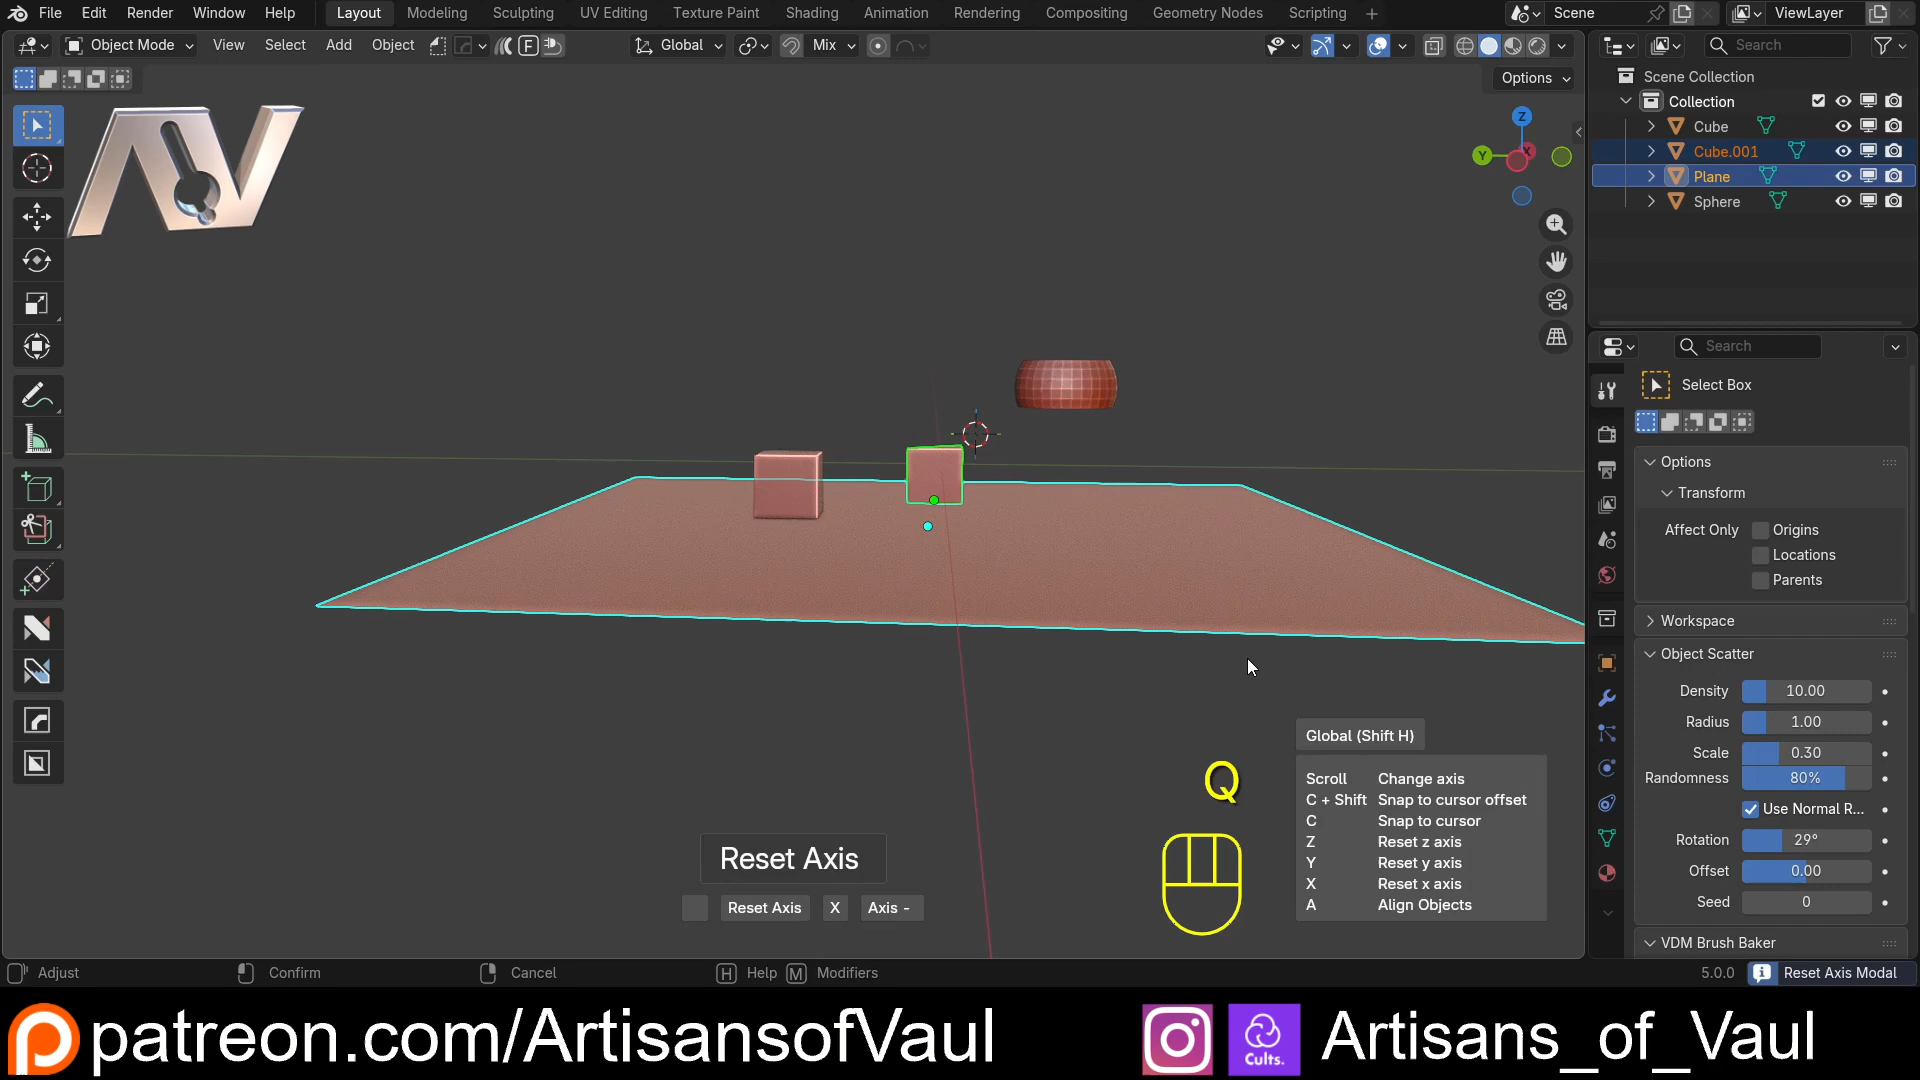 File Edit Render Window Help Layout Modeling Sculpting UV Editing Texture Paint Shading Animation Rendering Compositing Geometry Nodes Scripting + Scene ViewLayer
Object Mode View Select Add Object F Global Mix Search
Options
Scene Collection
Collection
Cube
Cube.001
Plane
Sphere
Z
Y
X
Search
Select Box
Options
Transform
Affect Only Origins
Locations
Parents
Workspace
Object Scatter
Density 10.00
Radius 1.00
Scale 0.30
Randomness 80%
Use Normal R...
Rotation 29°
Offset 0.00
Seed 0
VDM Brush Baker
Global (Shift H)
Scroll Change axis
C + Shift Snap to cursor offset
C Snap to cursor
Z Reset z axis
Y Reset y axis
X Reset x axis
A Align Objects
Q
Reset Axis
Reset Axis X Axis -
Adjust Confirm Cancel H Help M Modifiers 5.0.0 Reset Axis Modal
patreon.com/ArtisansofVaul Cults. Artisans_of_Vaul